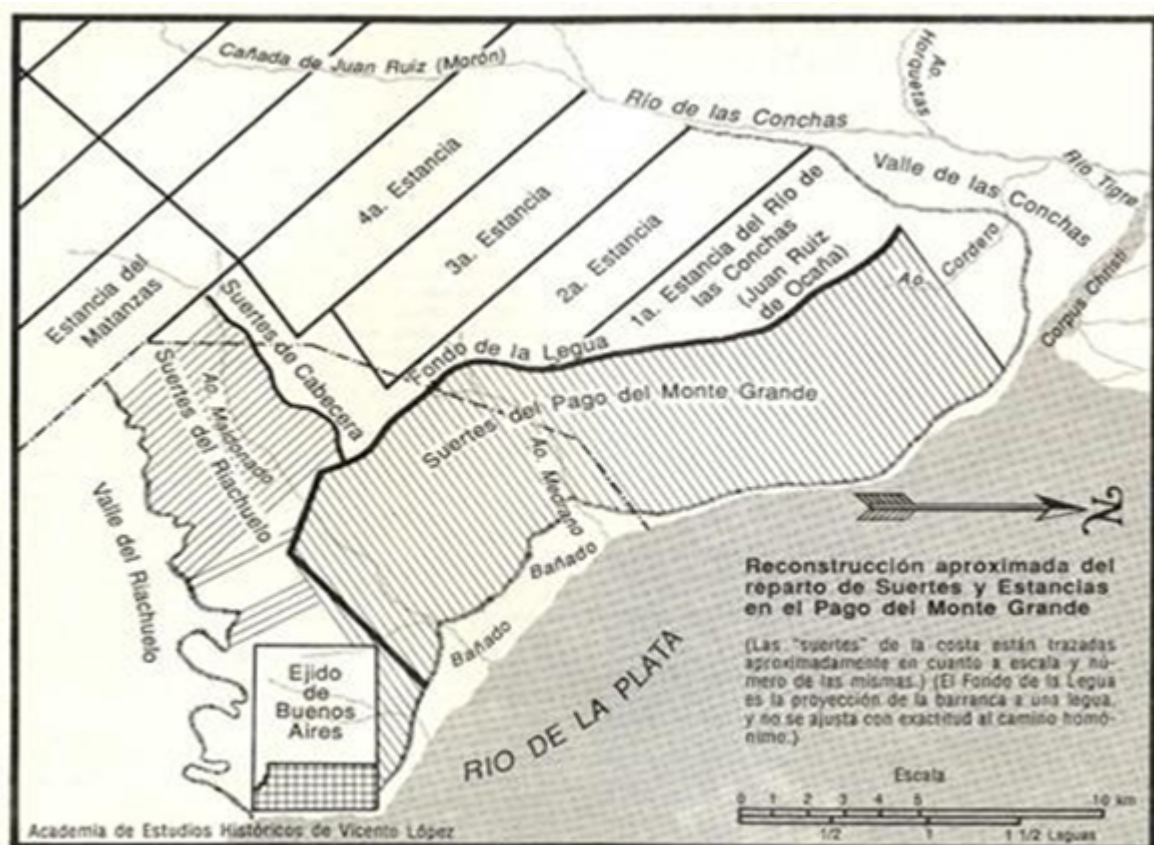 Cañada de Juan Ruiz (Morón)
Ao. Horquetas
Río de las Conchas
Valle de las Conchas
Río Tigre
4a. Estancia
3a. Estancia
2a. Estancia
1a. Estancia del Río de
las Conchas
(Juan Ruiz
de Ocaña)
Ao. Cordero
Corpus Christi
Estancia del
Matanzas
Suertes de Cabecera
"Fondo de la Legua
Suertes del Pago del Monte Grande
Ao. Maldonado
Suertes del Riachuelo
Ao. Medrano
Valle del Riachuelo
Bañado
Bañado
N
Ejido
de
Buenos
Aires
RIO DE LA PLATA
Reconstrucción aproximada del
reparto de Suertes y Estancias
en el Pago del Monte Grande
(Las "suertes" de la costa están trazadas
aproximadamente en cuanto a escala y nú-
mero de las mismas.) (El Fondo de la Legua
es la proyección de la barranca a una legua,
y no se ajusta con exactitud al camino homó-
nimo.)
Escala
0 1 2 3 4 5 10 km
1/2 1 1 1/2 Leguas
Academia de Estudios Históricos de Vicente López